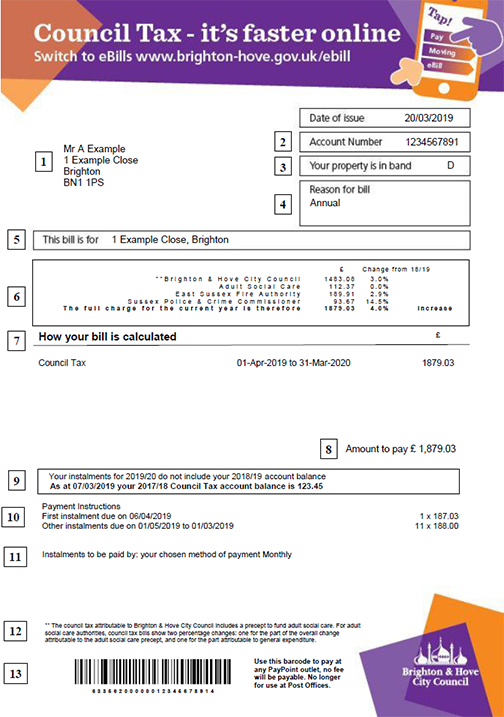 Council Tax - it's faster online
Switch to eBills www.brighton-hove.gov.uk/ebill
Tap!
Pay
Moving
eBill
Date of issue 20/03/2019
2 Account Number 1234567891
3 Your property is in band D
4 Reason for bill
Annual
1 Mr A Example
1 Example Close
Brighton
BN1 1PS
5 This bill is for 1 Example Close, Brighton
6
£ Change from 18/19
**Brighton & Hove City Council 1483.08 3.0%
Adult Social Care 112.37 0.0%
East Sussex Fire Authority 189.91 2.9%
Sussex Police & Crime Commissioner 93.67 14.5%
The full charge for the current year is therefore 1879.03 4.0% Increase
7 How your bill is calculated £
Council Tax 01-Apr-2019 to 31-Mar-2020 1879.03
8 Amount to pay £ 1,879.03
9 Your instalments for 2019/20 do not include your 2018/19 account balance
As at 07/03/2019 your 2017/18 Council Tax account balance is 123.45
10 Payment Instructions
First instalment due on 06/04/2019 1 x 187.03
Other instalments due on 01/05/2019 to 01/03/2019 11 x 188.00
11 Instalments to be paid by: your chosen method of payment Monthly
12 ** The council tax attributable to Brighton & Hove City Council includes a precept to fund adult social care. For adult
social care authorities, council tax bills show two percentage changes: one for the part of the overall change
attributable to the adult social care precept, and one for the part attributable to general expenditure.
13
Use this barcode to pay at
any PayPoint outlet, no fee
will be payable. No longer
for use at Post Offices.
Brighton & Hove
City Council